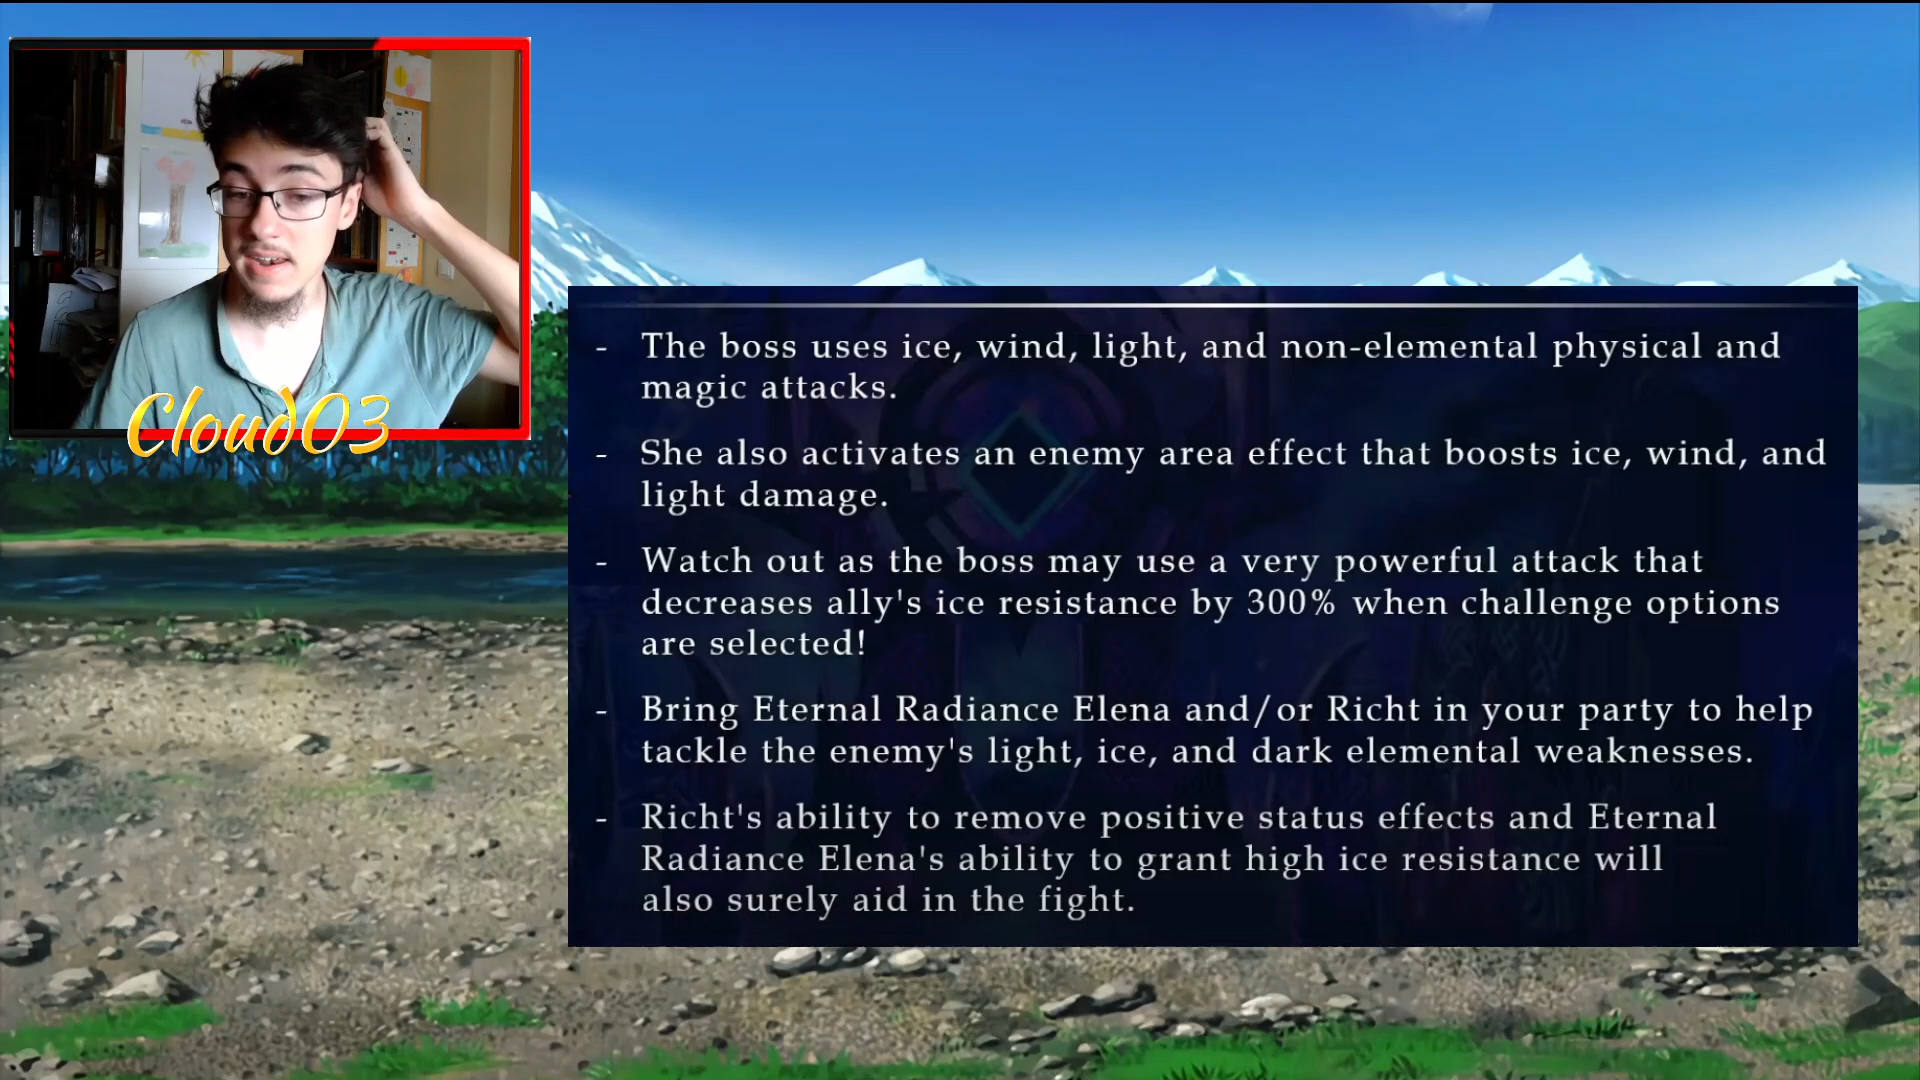 Cloud03
- The boss uses ice, wind, light, and non-elemental physical and
magic attacks.
- She also activates an enemy area effect that boosts ice, wind, and
light damage.
- Watch out as the boss may use a very powerful attack that
decreases ally's ice resistance by 300% when challenge options
are selected!
- Bring Eternal Radiance Elena and/or Richt in your party to help
tackle the enemy's light, ice, and dark elemental weaknesses.
- Richt's ability to remove positive status effects and Eternal
Radiance Elena's ability to grant high ice resistance will
also surely aid in the fight.